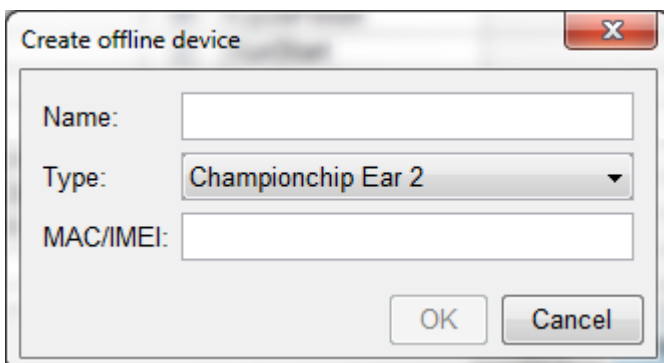 Create offline device
Name:
Type: Championchip Ear 2
MAC/IMEI:
OK Cancel